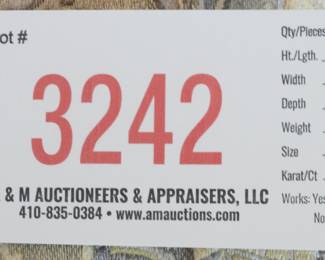 ot #
3242
& M AUCTIONEERS & APPRAISERS, LLC
410-835-0384 • www.amauctions.com
Qty/Pieces
Ht./Lgth.
Width
Depth
Weight
Size
Karat/Ct
Works: Yes
No